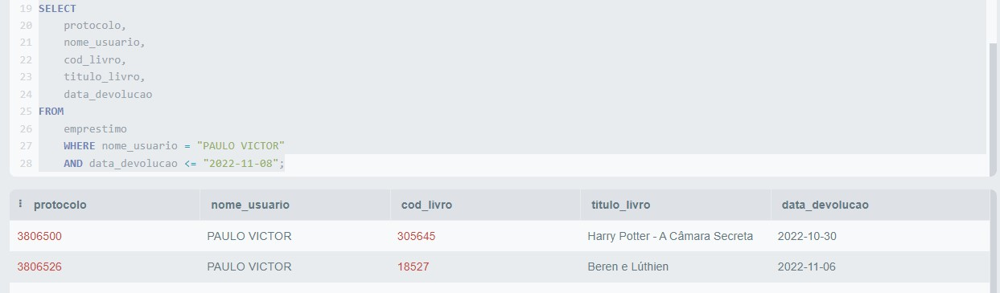 19 SELECT
20 protocolo,
21 nome_usuario,
22 cod_livro,
23 titulo_livro,
24 data_devolucao
25 FROM
26 emprestimo
27 WHERE nome_usuario = "PAULO VICTOR"
28 AND data_devolucao <= "2022-11-08";
protocolo nome_usuario cod_livro titulo_livro data_devolucao
3806500 PAULO VICTOR 305645 Harry Potter - A Câmara Secreta 2022-10-30
3806526 PAULO VICTOR 18527 Beren e Lúthien 2022-11-06